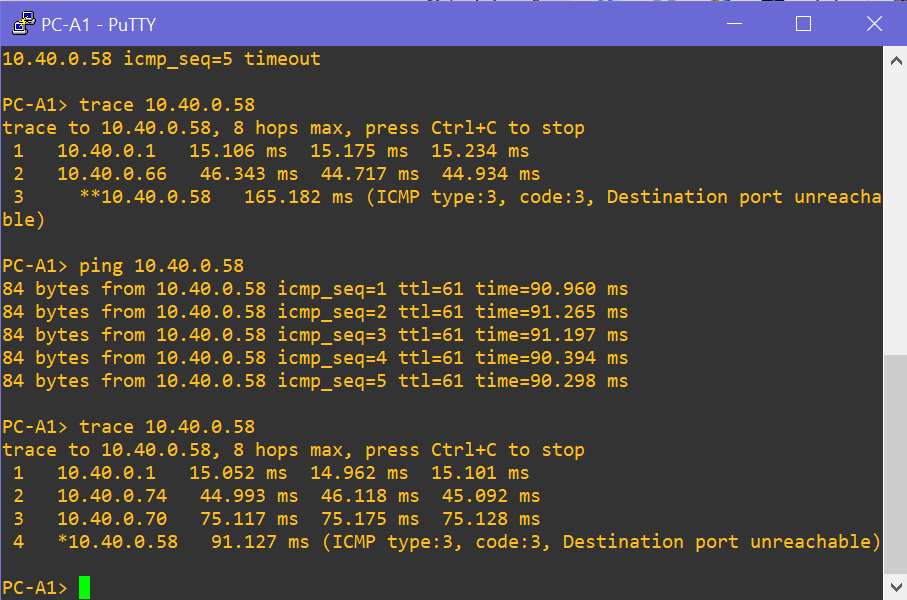 PC-A1 - PuTTY
10.40.0.58 icmp_seq=5 timeout
PC-A1> trace 10.40.0.58
trace to 10.40.0.58, 8 hops max, press Ctrl+C to stop
1 10.40.0.1 15.106 ms 15.175 ms 15.234 ms
2 10.40.0.66 46.343 ms 44.717 ms 44.934 ms
3 **10.40.0.58 165.182 ms (ICMP type:3, code:3, Destination port unreacha
ble)
PC-A1> ping 10.40.0.58
84 bytes from 10.40.0.58 icmp_seq=1 ttl=61 time=90.960 ms
84 bytes from 10.40.0.58 icmp_seq=2 ttl=61 time=91.265 ms
84 bytes from 10.40.0.58 icmp_seq=3 ttl=61 time=91.197 ms
84 bytes from 10.40.0.58 icmp_seq=4 ttl=61 time=90.394 ms
84 bytes from 10.40.0.58 icmp_seq=5 ttl=61 time=90.298 ms
PC-A1> trace 10.40.0.58
trace to 10.40.0.58, 8 hops max, press Ctrl+C to stop
1 10.40.0.1 15.052 ms 14.962 ms 15.101 ms
2 10.40.0.74 44.993 ms 46.118 ms 45.092 ms
3 10.40.0.70 75.117 ms 75.175 ms 75.128 ms
4 *10.40.0.58 91.127 ms (ICMP type:3, code:3, Destination port unreachable)
PC-A1>